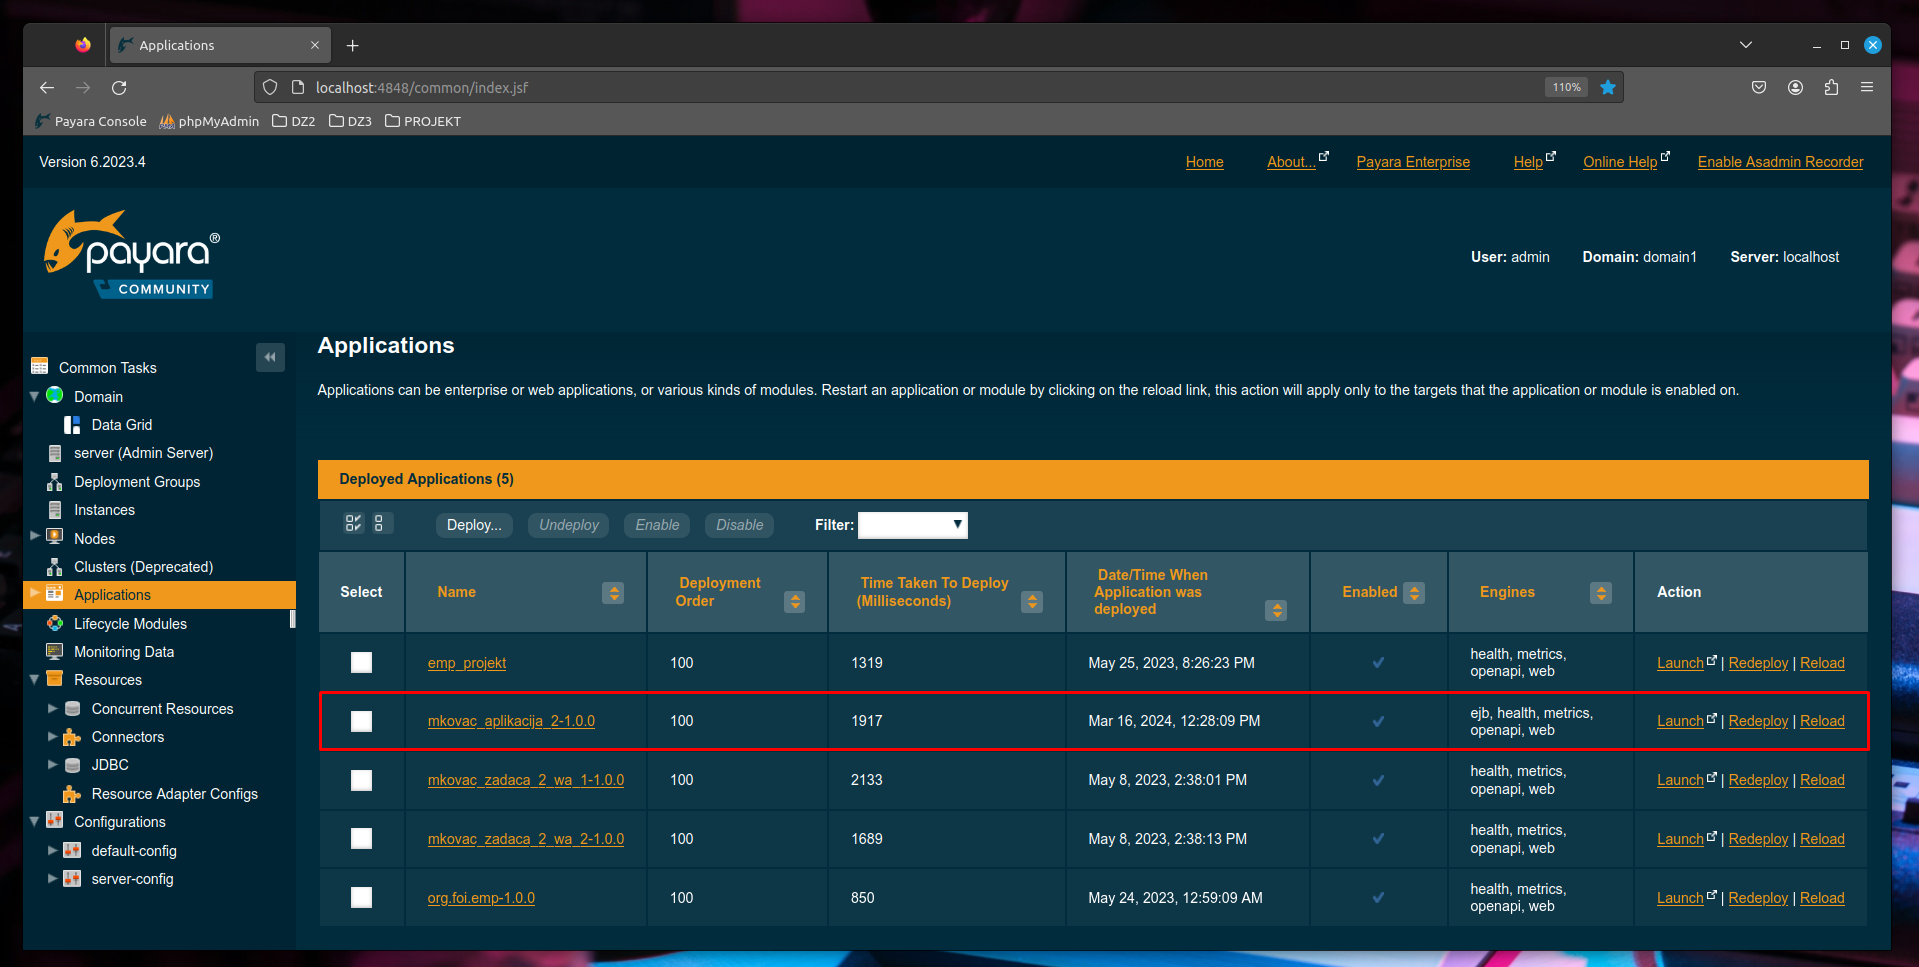 Applications
localhost:4848/common/index.jsf
110%
Payara Console
phpMyAdmin
DZ2
DZ3
PROJEKT
Version 6.2023.4
Home
About...
Payara Enterprise
Help
Online Help
Enable Asadmin Recorder
payara®
COMMUNITY
User: admin
Domain: domain1
Server: localhost
Common Tasks
Domain
Data Grid
server (Admin Server)
Deployment Groups
Instances
Nodes
Clusters (Deprecated)
Applications
Lifecycle Modules
Monitoring Data
Resources
Concurrent Resources
Connectors
JDBC
Resource Adapter Configs
Configurations
default-config
server-config
Applications
Applications can be enterprise or web applications, or various kinds of modules. Restart an application or module by clicking on the reload link, this action will apply only to the targets that the application or module is enabled on.
Deployed Applications (5)
Deploy...
Undeploy
Enable
Disable
Filter:
Select
Name
Deployment
Order
Time Taken To Deploy
(Milliseconds)
Date/Time When
Application was
deployed
Enabled
Engines
Action
emp_projekt
100
1319
May 25, 2023, 8:26:23 PM
health, metrics,
openapi, web
Launch | Redeploy | Reload
mkovac_aplikacija_2-1.0.0
100
1917
Mar 16, 2024, 12:28:09 PM
ejb, health, metrics,
openapi, web
Launch | Redeploy | Reload
mkovac_zadaca_2_wa_1-1.0.0
100
2133
May 8, 2023, 2:38:01 PM
health, metrics,
openapi, web
Launch | Redeploy | Reload
mkovac_zadaca_2_wa_2-1.0.0
100
1689
May 8, 2023, 2:38:13 PM
health, metrics,
openapi, web
Launch | Redeploy | Reload
org.foi.emp-1.0.0
100
850
May 24, 2023, 12:59:09 AM
health, metrics,
openapi, web
Launch | Redeploy | Reload